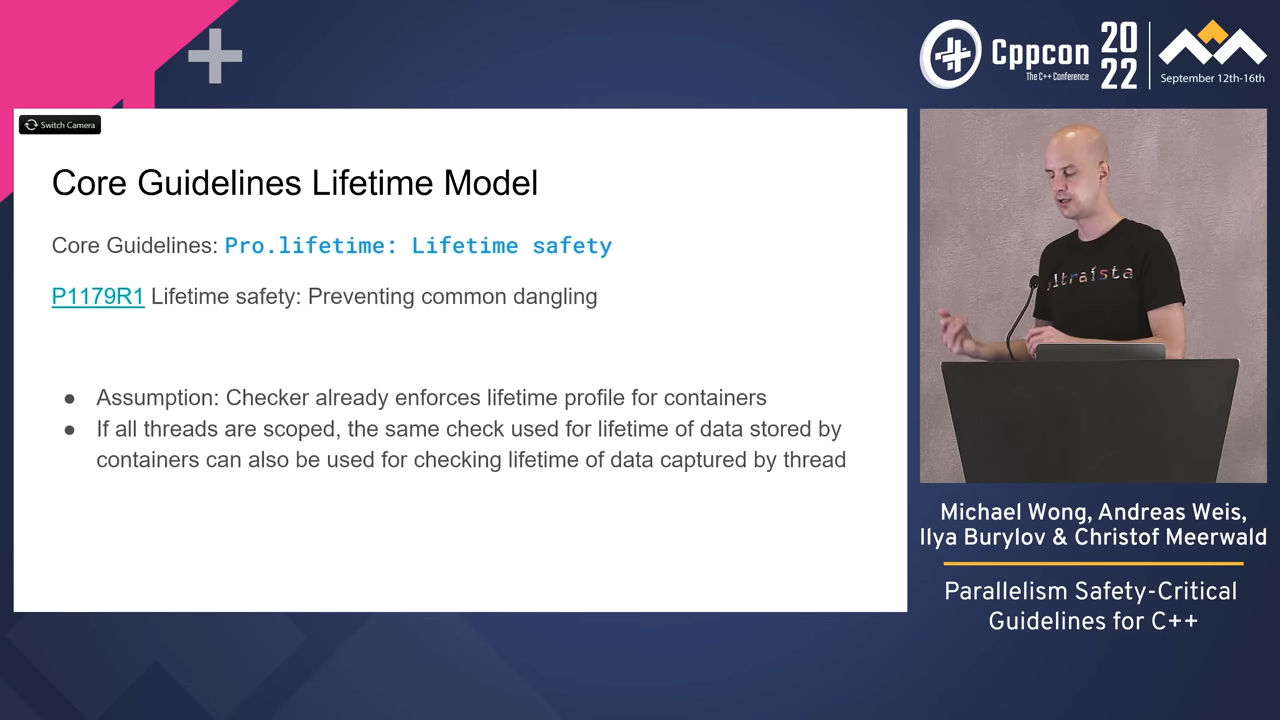 Cppcon
The C++ Conference
20
22
September 12th-16th
Switch Camera
Core Guidelines Lifetime Model
Core Guidelines: Pro.lifetime: Lifetime safety
P1179R1 Lifetime safety: Preventing common dangling
● Assumption: Checker already enforces lifetime profile for containers
● If all threads are scoped, the same check used for lifetime of data stored by
containers can also be used for checking lifetime of data captured by thread
ltraísta
Michael Wong, Andreas Weis,
Ilya Burylov & Christof Meerwald
Parallelism Safety-Critical
Guidelines for C++